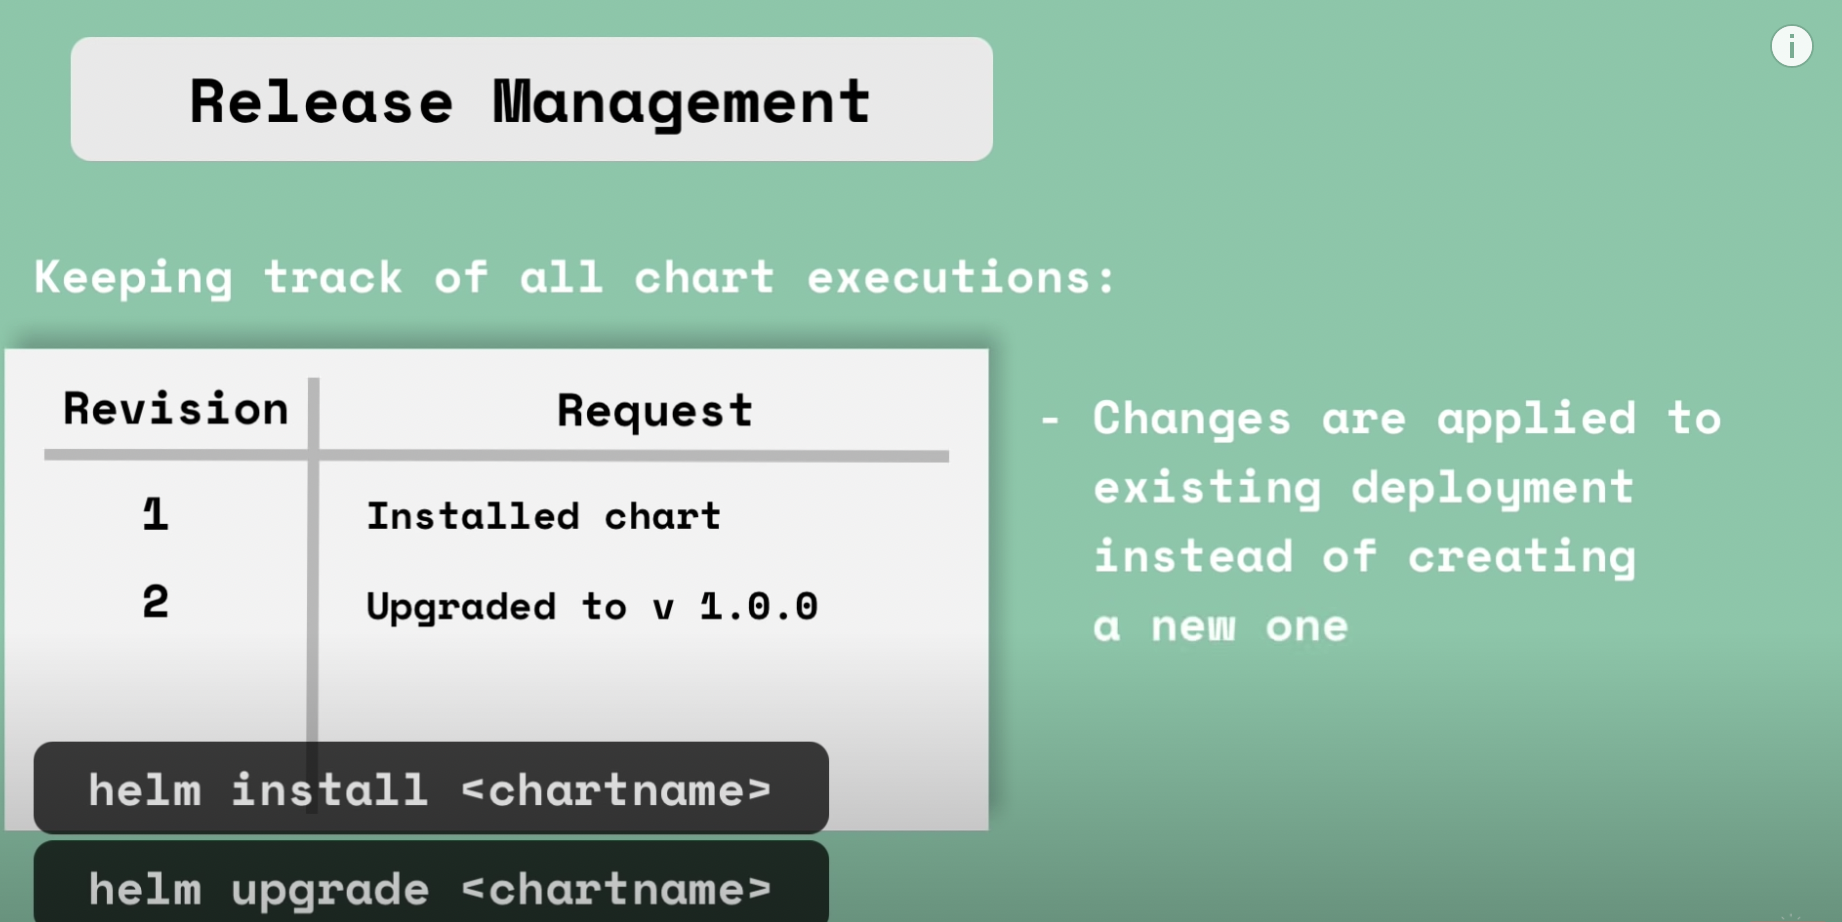 Release Management
Keeping track of all chart executions:
Revision Request
1 Installed chart
2 Upgraded to v 1.0.0
- Changes are applied to
existing deployment
instead of creating
a new one
helm install <chartname>
helm upgrade <chartname>